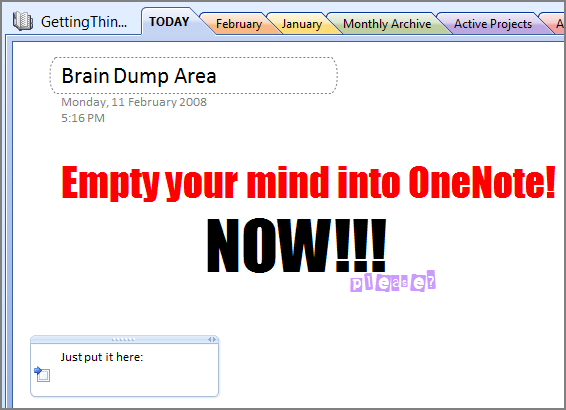 GettingThin... TODAY February January Monthly Archive Active Projects A
Brain Dump Area
Monday, 11 February 2008
5:16 PM
Empty your mind into OneNote!
NOW!!!
please?
Just put it here: